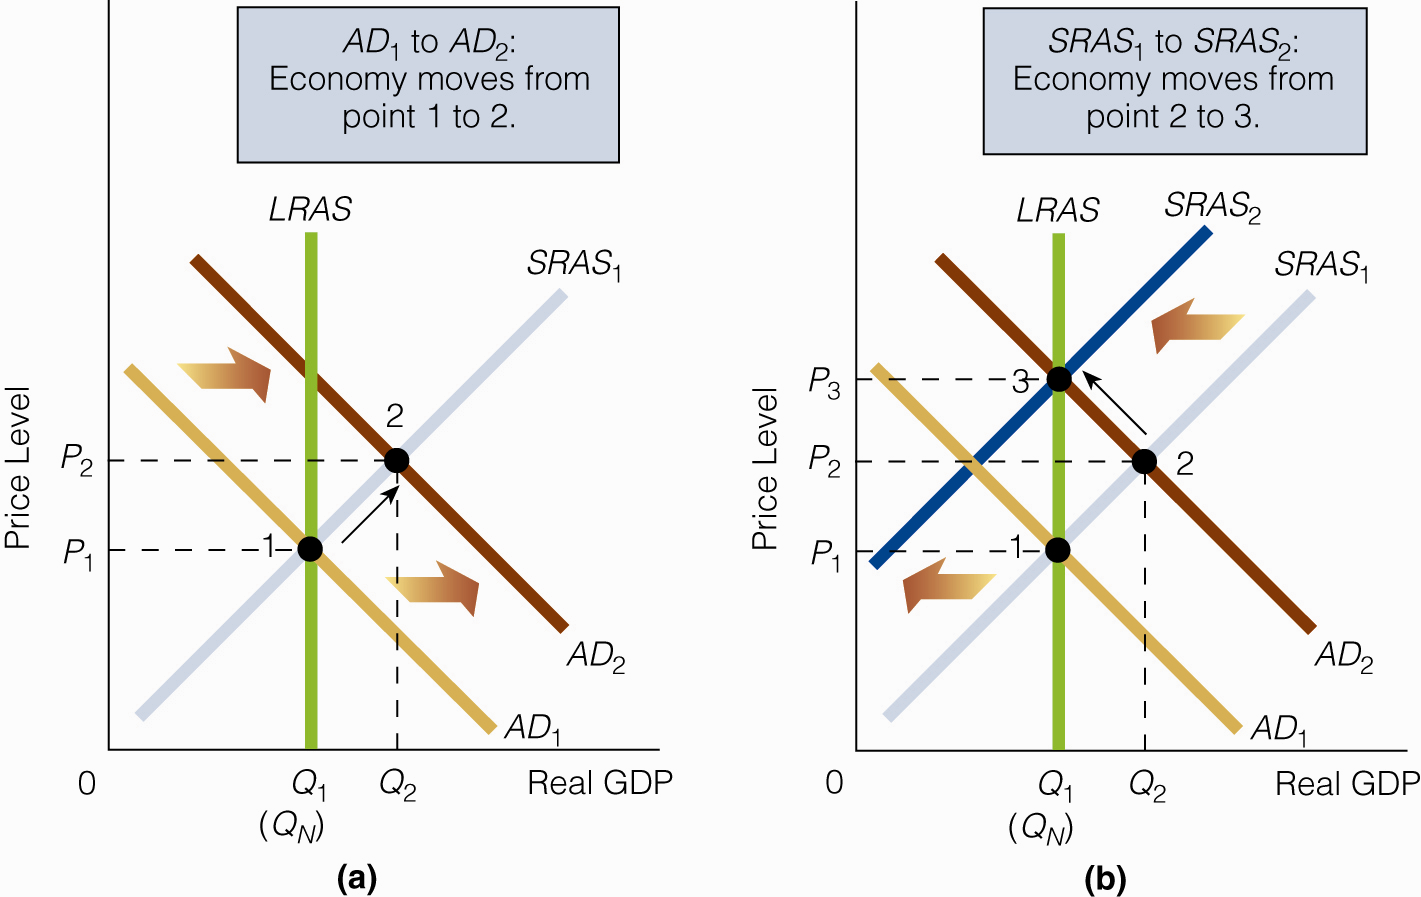 AD₁ to AD₂:
Economy moves from
point 1 to 2.
LRAS
SRAS₁
2
P₂
1
P₁
Price Level
AD₂
AD₁
0
Q₁
Q₂
Real GDP
(Q_N)
(a)
SRAS₁ to SRAS₂:
Economy moves from
point 2 to 3.
LRAS
SRAS₂
SRAS₁
P₃
3
P₂
2
P₁
1
Price Level
AD₂
AD₁
0
Q₁
Q₂
Real GDP
(Q_N)
(b)